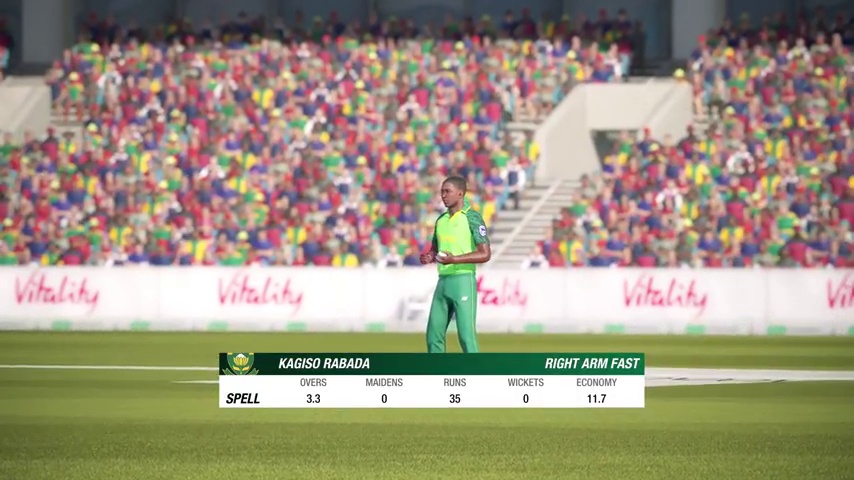 Vitality Vitality Vitality Vitality
KAGISO RABADA RIGHT ARM FAST
OVERS MAIDENS RUNS WICKETS ECONOMY
SPELL 3.3 0 35 0 11.7